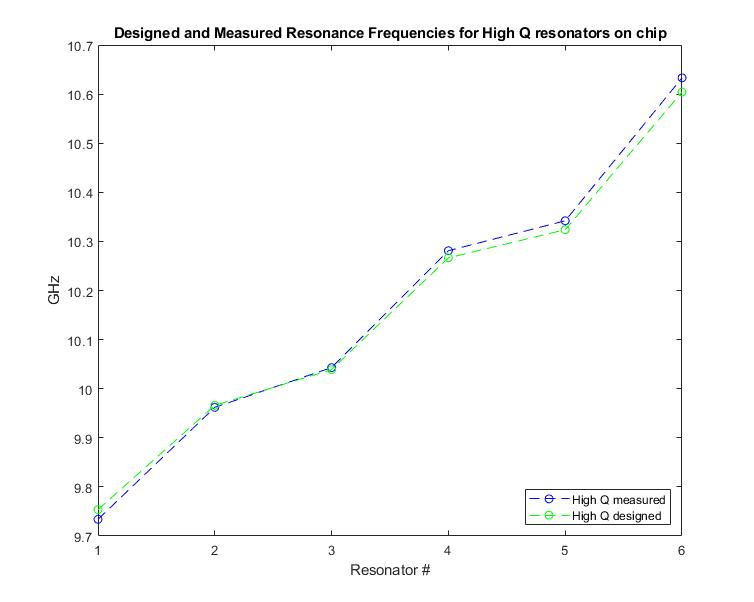 Designed and Measured Resonance Frequencies for High Q resonators on chip
10.7
10.6
10.5
10.4
10.3
10.2
10.1
10
9.9
9.8
9.7
GHz
High Q measured
High Q designed
1 2 3 4 5 6
Resonator #